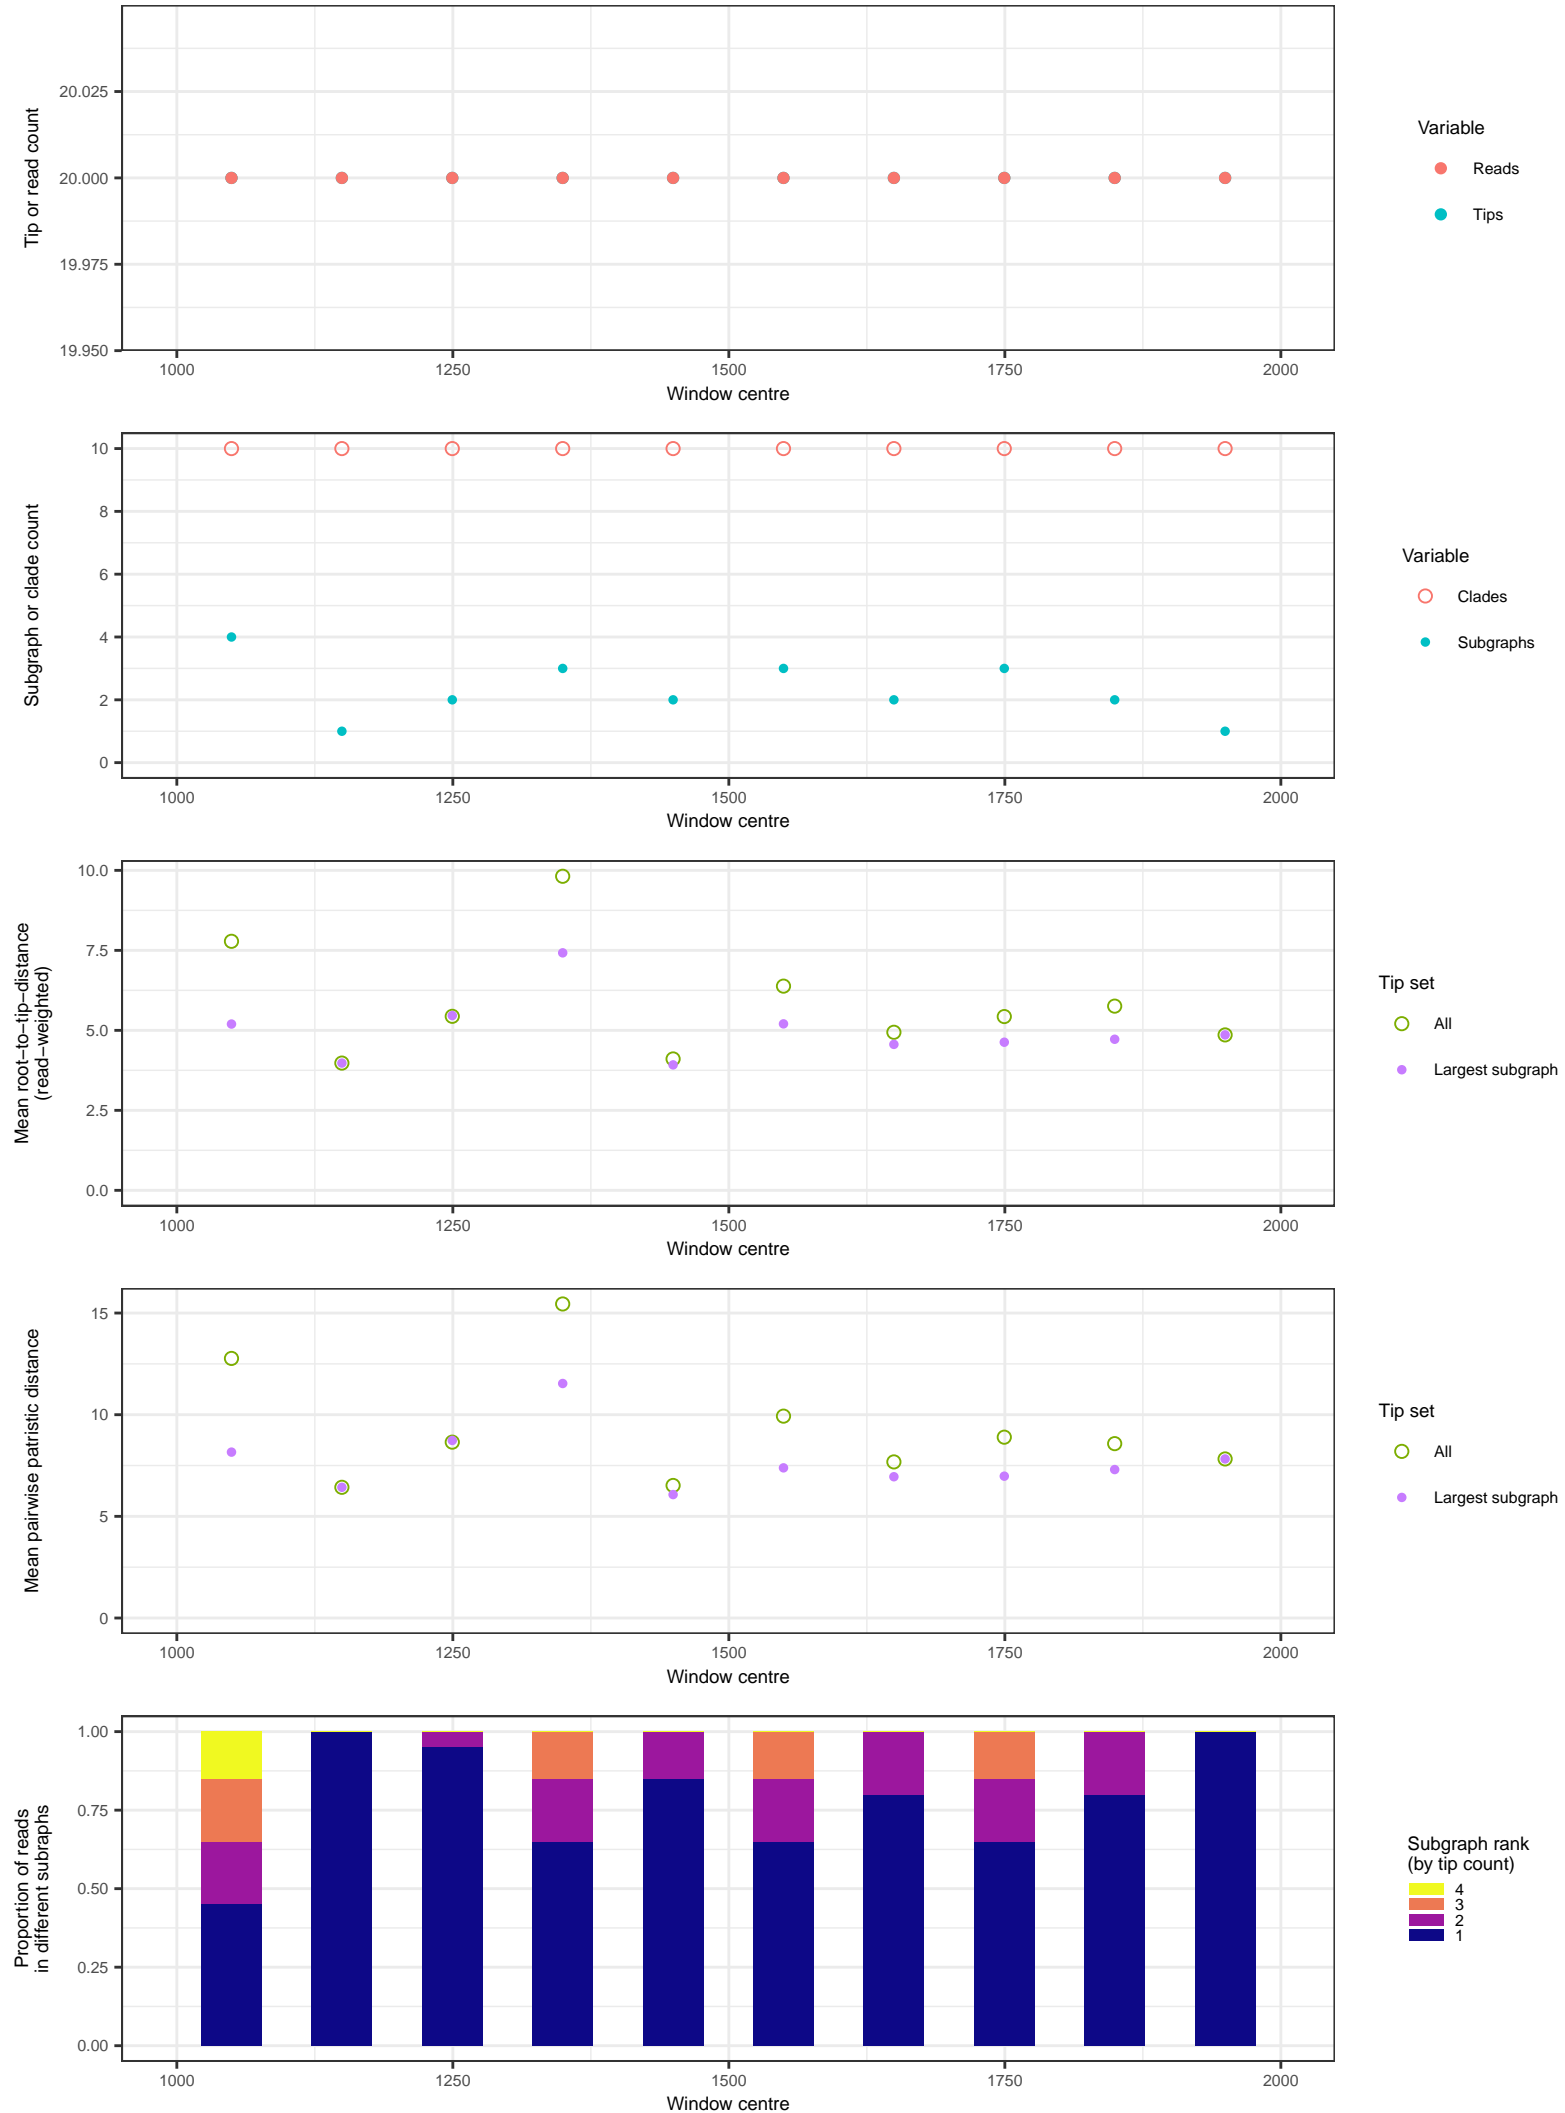 Tip or read count
20.025
20.000
19.975
19.950
1000 1250 1500 1750 2000
Window centre
Variable
Reads
Tips
Subgraph or clade count
10
8
6
4
2
0
1000 1250 1500 1750 2000
Window centre
Variable
Clades
Subgraphs
Mean root−to−tip−distance
(read−weighted)
10.0
7.5
5.0
2.5
0.0
1000 1250 1500 1750 2000
Window centre
Tip set
All
Largest subgraph
Mean pairwise patristic distance
15
10
5
0
1000 1250 1500 1750 2000
Window centre
Tip set
All
Largest subgraph
Proportion of reads
in different subraphs
1.00
0.75
0.50
0.25
0.00
1000 1250 1500 1750 2000
Window centre
Subgraph rank
(by tip count)
4
3
2
1